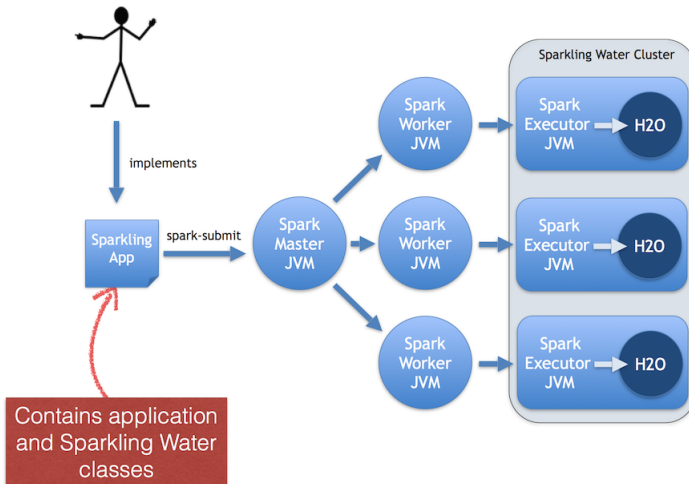 Sparkling Water Cluster
implements
Sparkling
App
spark-submit
Spark
Master
JVM
Spark
Worker
JVM
Spark
Executor
JVM
H2O
Spark
Worker
JVM
Spark
Executor
JVM
H2O
Spark
Worker
JVM
Spark
Executor
JVM
H2O
Contains application
and Sparkling Water
classes